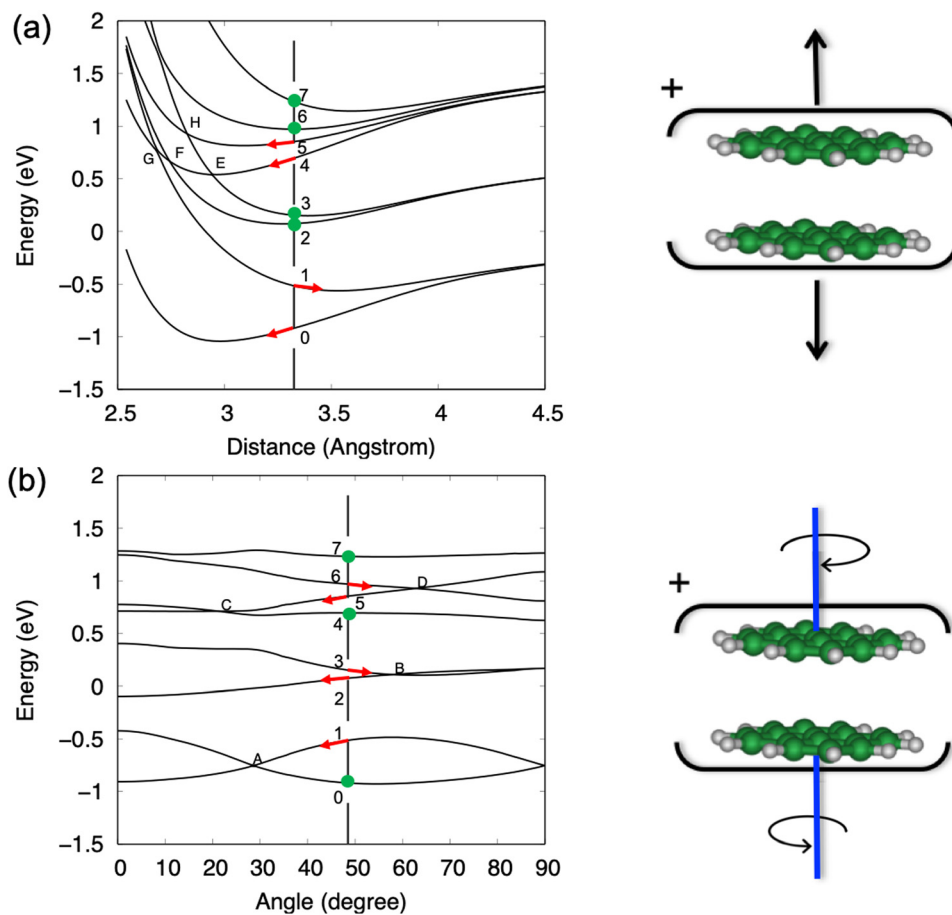 (a)
2
1.5
1
0.5
0
−0.5
−1
−1.5
Energy (eV)
2.5 3 3.5 4 4.5
Distance (Angstrom)
7
6
H
5
G F E 4
3
2
1
0
+
(b)
2
1.5
1
0.5
0
−0.5
−1
−1.5
Energy (eV)
0 10 20 30 40 50 60 70 80 90
Angle (degree)
7
6 D
C 5
4
3 B
2
1
A
0
+